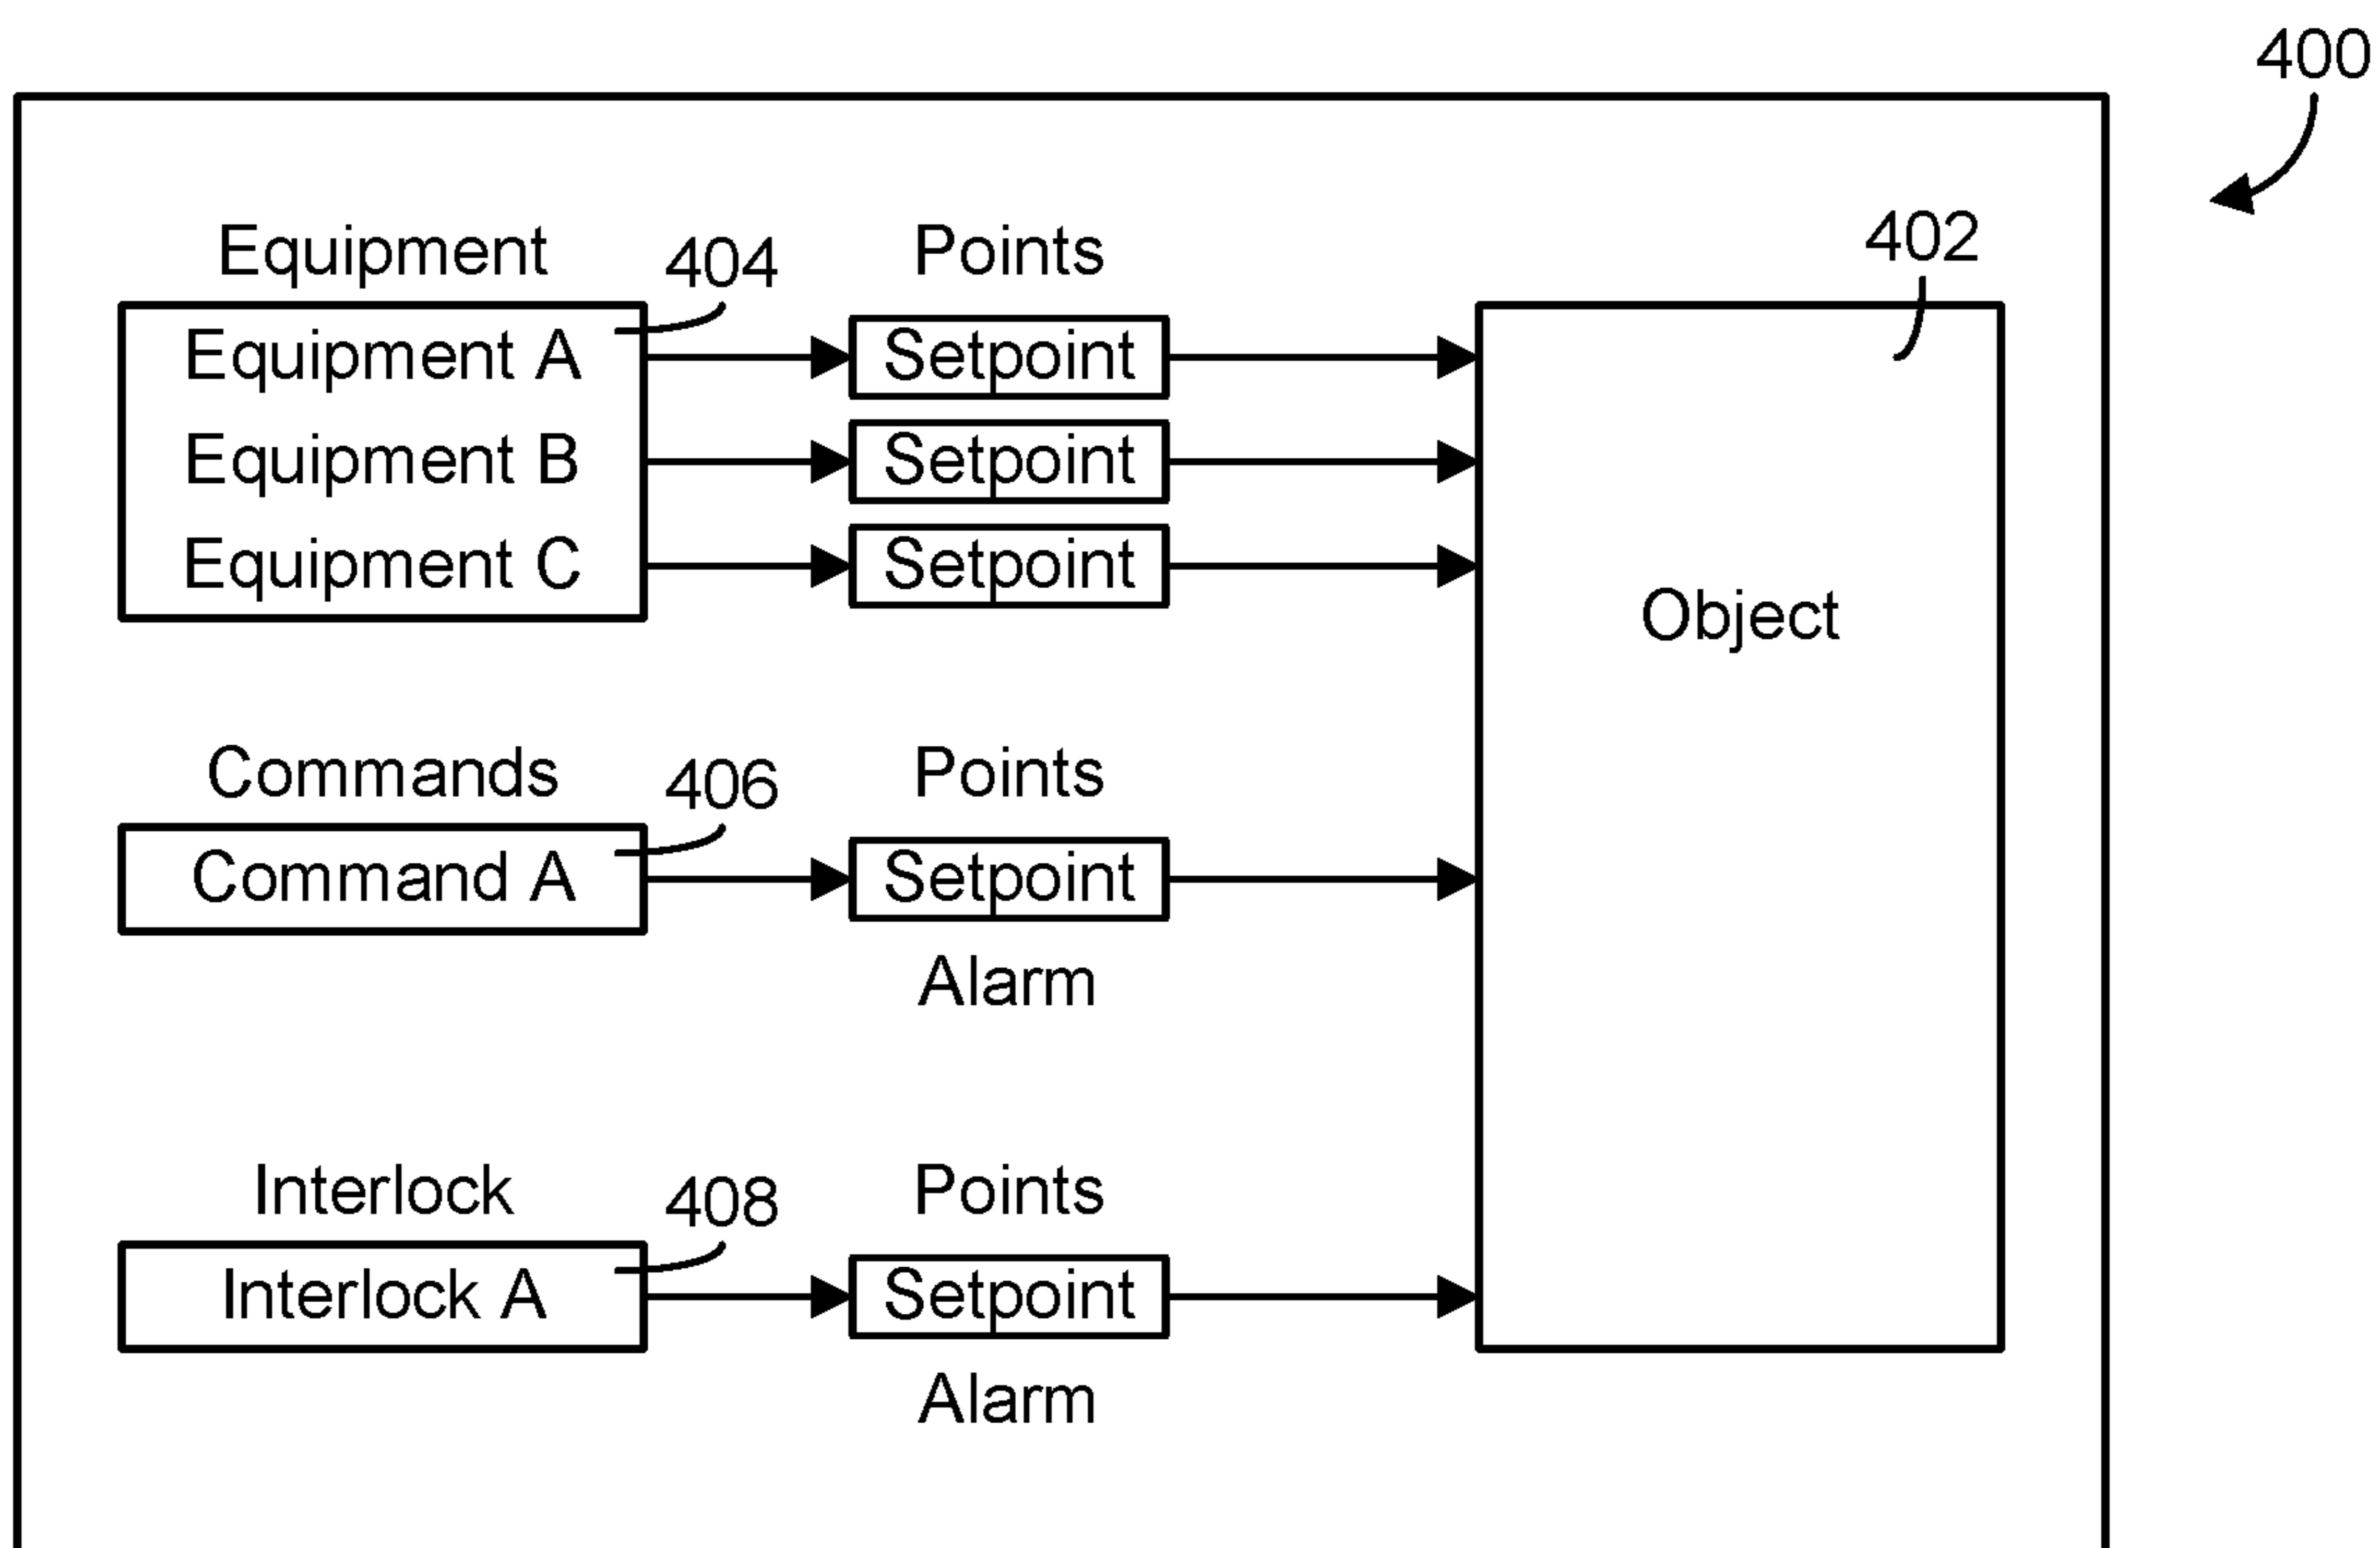 400
Equipment
404
Points
402
Equipment A
Setpoint
Equipment B
Setpoint
Equipment C
Setpoint
Object
Commands
406
Points
Command A
Setpoint
Alarm
Interlock
408
Points
Interlock A
Setpoint
Alarm